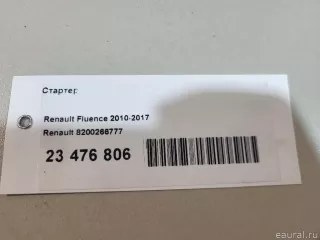 Стартер
Renault Fluence 2010-2017
Renault 8200266777
23 476 806
eaural.ru